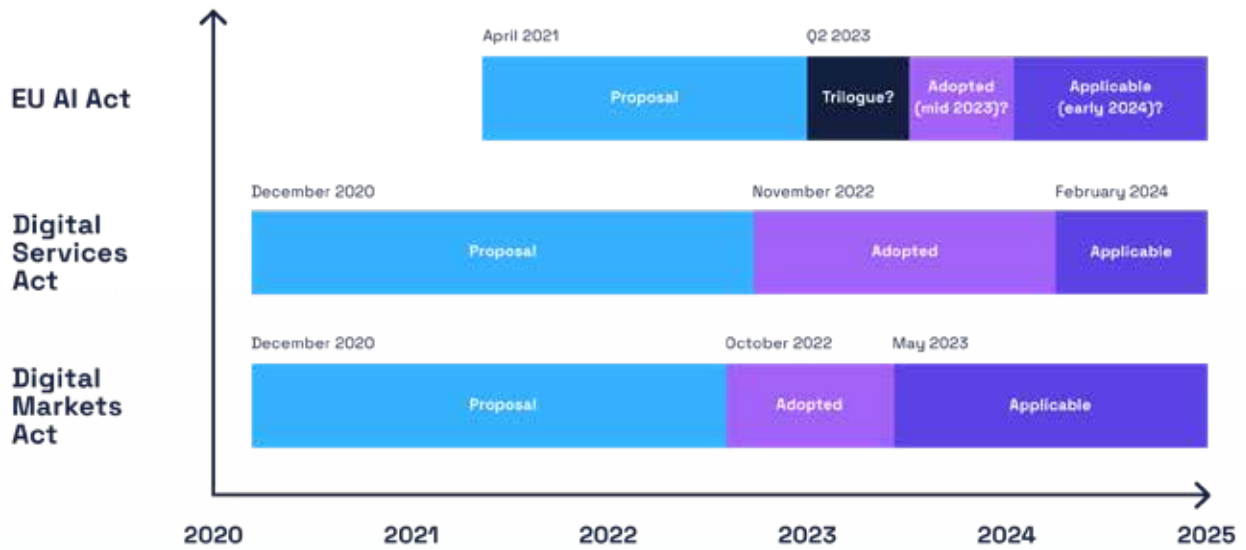 April 2021
Q2 2023
EU AI Act
Proposal
Trilogue?
Adopted
(mid 2023)?
Applicable
(early 2024)?
December 2020
November 2022
February 2024
Digital
Services
Act
Proposal
Adopted
Applicable
December 2020
October 2022
May 2023
Digital
Markets
Act
Proposal
Adopted
Applicable
2020
2021
2022
2023
2024
2025